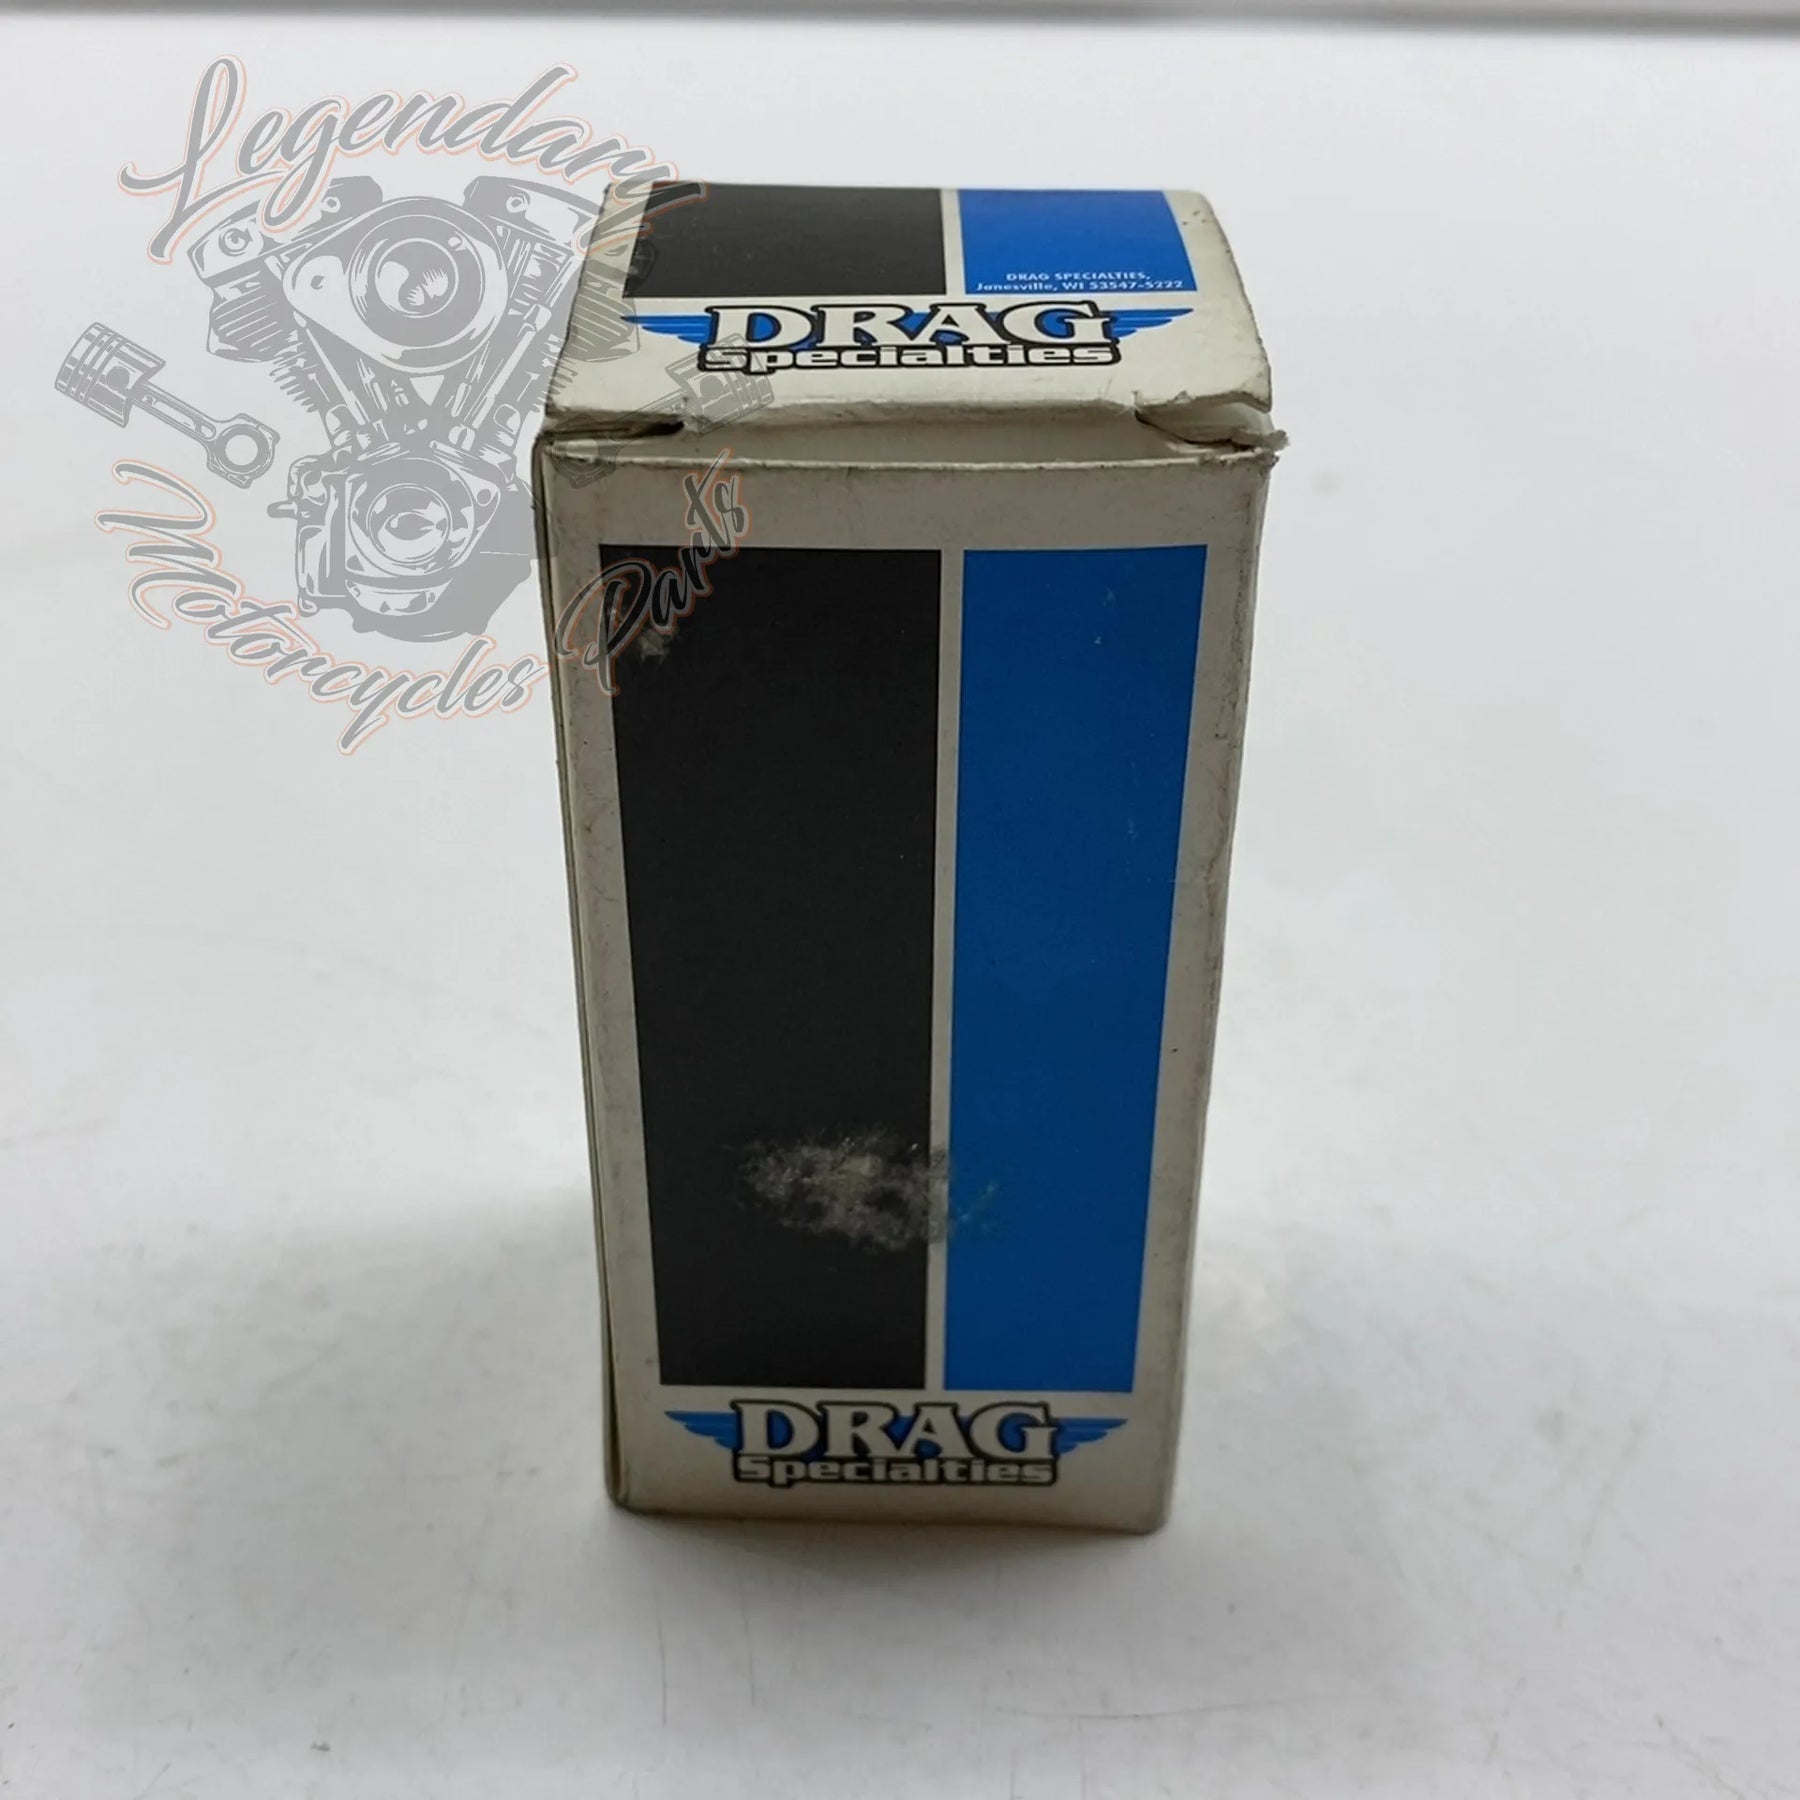 Legendary
Motorcycles Parts
DRAG SPECIALTIES,
Janesville, WI 53547-5222
DRAG
Specialties
DRAG
Specialties